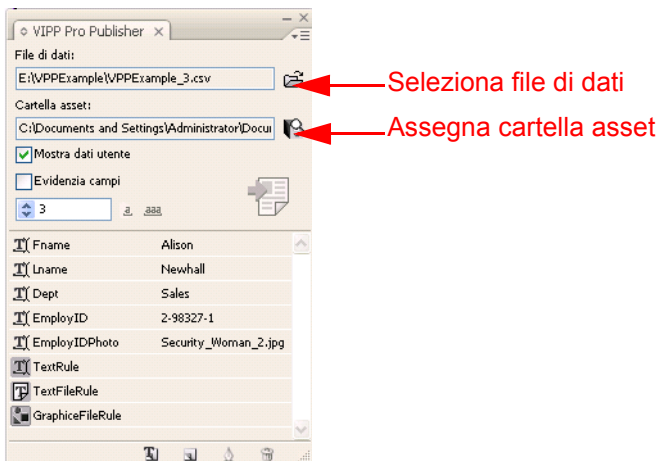 VIPP Pro Publisher
File di dati:
E:\VPPExample\VPPExample_3.csv
Seleziona file di dati
Cartella asset:
C:\Documents and Settings\Administrator\Docui
Assegna cartella asset
Mostra dati utente
Evidenzia campi
3 a aaa
Fname Alison
Lname Newhall
Dept Sales
EmployID 2-98327-1
EmployIDPhoto Security_Woman_2.jpg
TextRule
TextFileRule
GraphiceFileRule